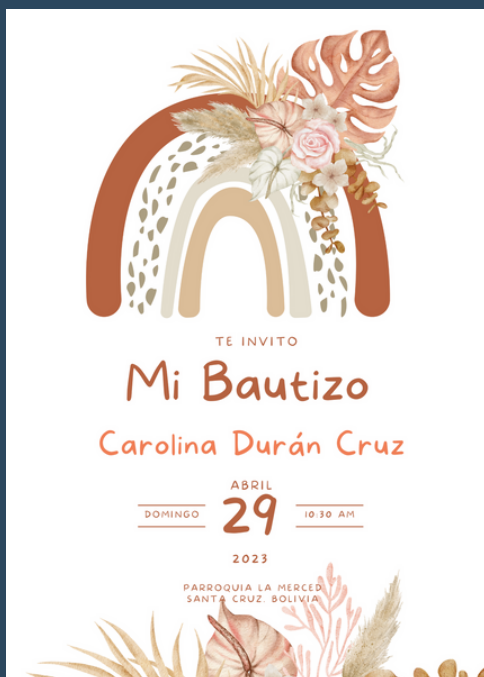 TE INVITO
Mi Bautizo
Carolina Durán Cruz
ABRIL
DOMINGO 29 10:30 AM
2023
PARROQUIA LA MERCED
SANTA CRUZ. BOLIVIA